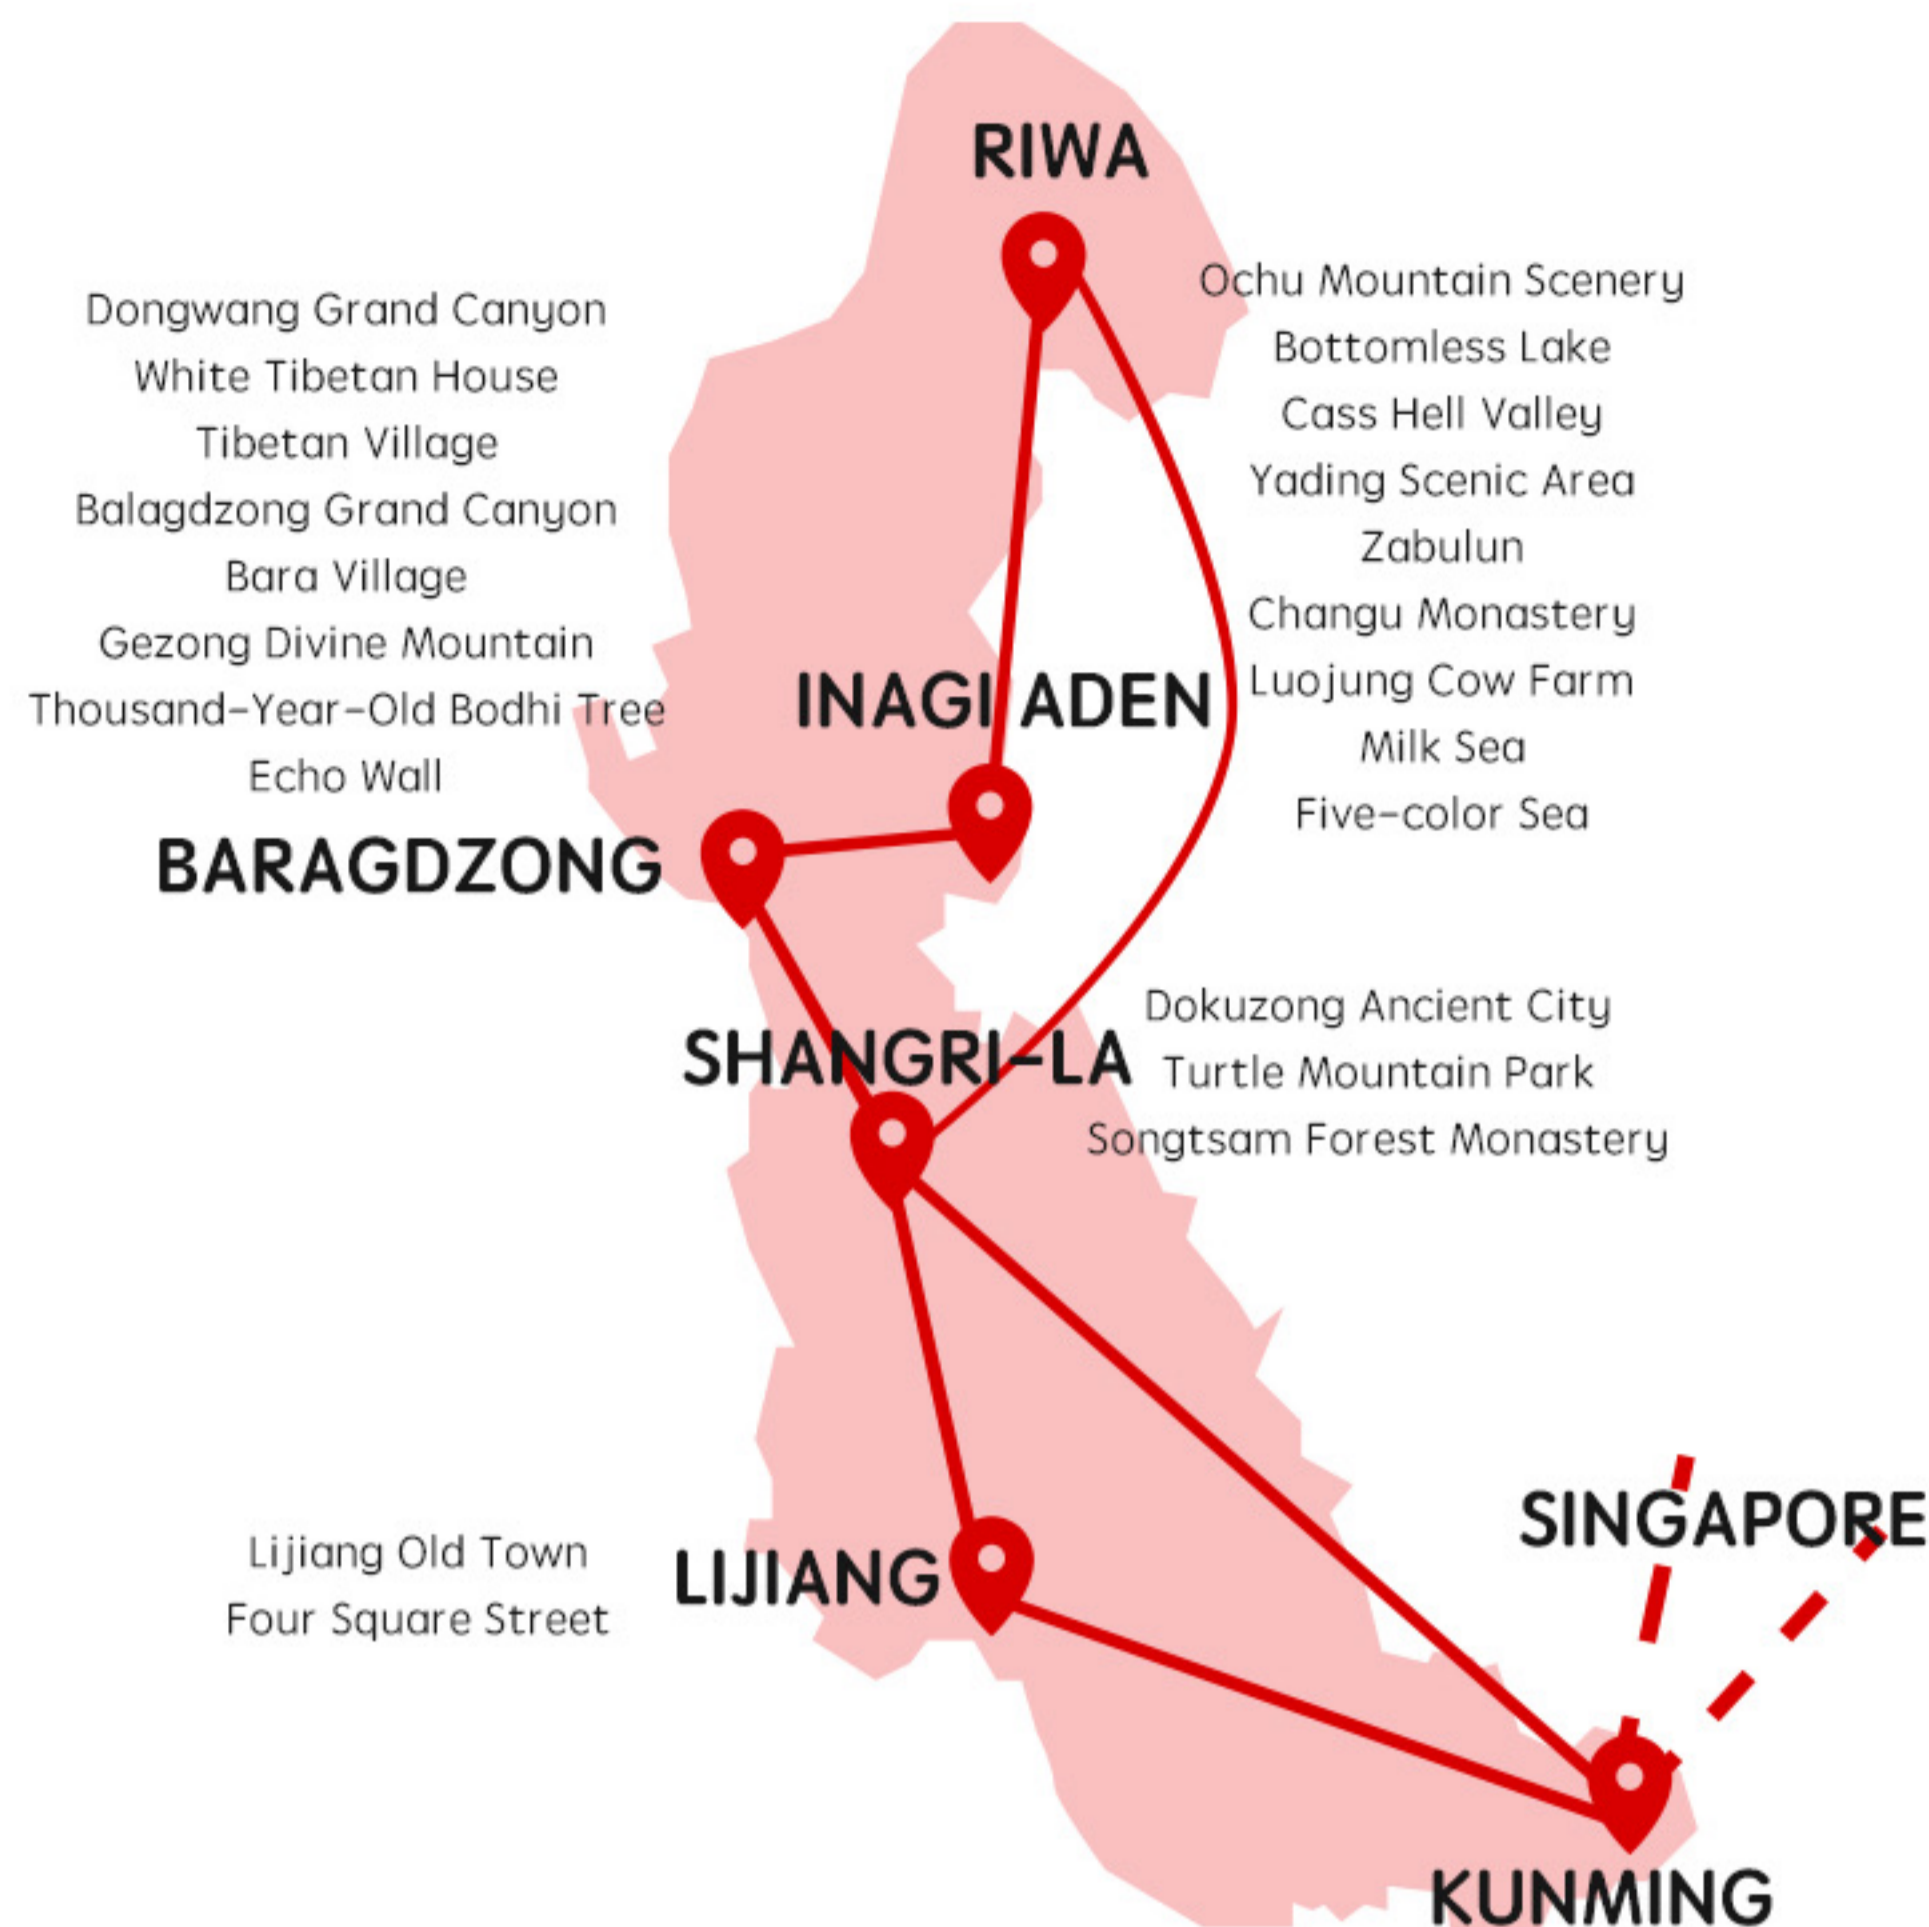 RIWA
Dongwang Grand Canyon
White Tibetan House
Tibetan Village
Balagdzong Grand Canyon
Bara Village
Gezong Divine Mountain
Thousand-Year-Old Bodhi Tree
Echo Wall
Ochu Mountain Scenery
Bottomless Lake
Cass Hell Valley
Yading Scenic Area
Zabulun
Changu Monastery
Luojung Cow Farm
Milk Sea
Five-color Sea
INAGI ADEN
BARAGDZONG
SHANGRI-LA
Dokuzong Ancient City
Turtle Mountain Park
Songtsam Forest Monastery
SINGAPORE
Lijiang Old Town
Four Square Street
LIJIANG
KUNMING